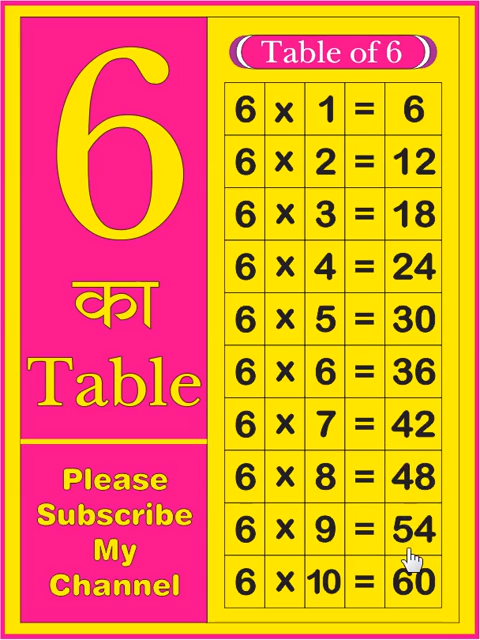 6
का
Table
Please
Subscribe
My
Channel
Table of 6
6 x 1 = 6
6 x 2 = 12
6 x 3 = 18
6 x 4 = 24
6 x 5 = 30
6 x 6 = 36
6 x 7 = 42
6 x 8 = 48
6 x 9 = 54
6 x 10 = 60